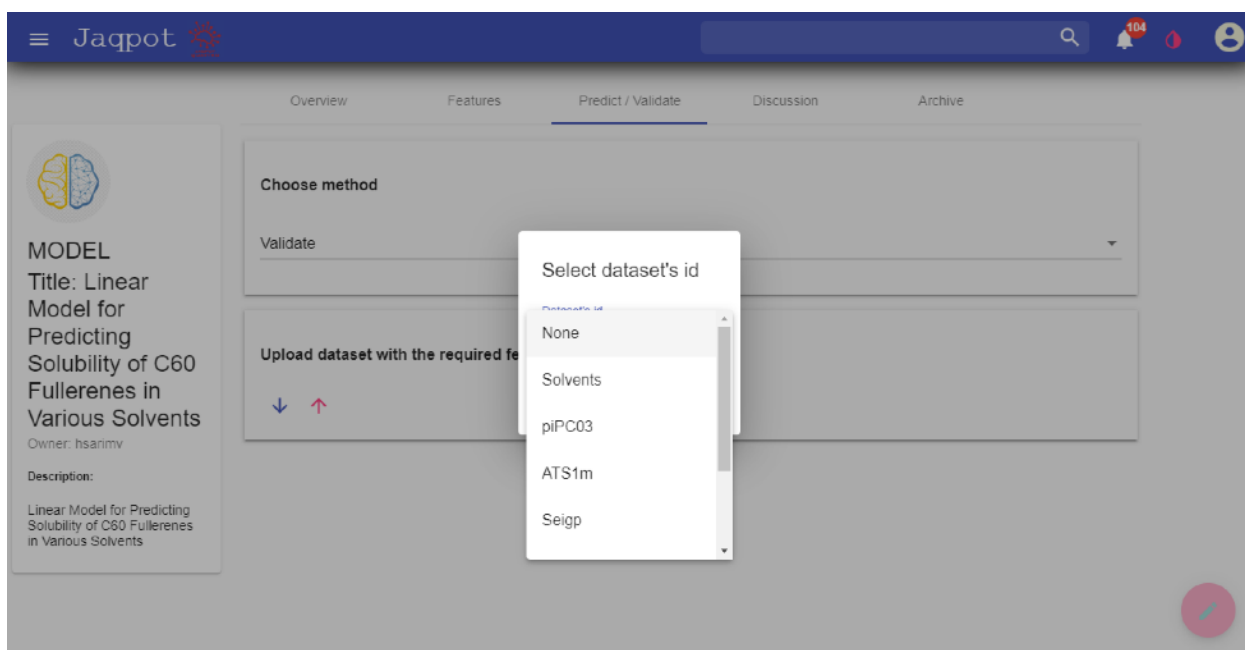 Jaqpot
104
Overview Features Predict / Validate Discussion Archive
MODEL
Title: Linear
Model for
Predicting
Solubility of C60
Fullerenes in
Various Solvents
Owner: hsarimv
Description:
Linear Model for Predicting
Solubility of C60 Fullerenes
in Various Solvents
Choose method
Validate
Upload dataset with the required fe
Select dataset's id
Dataset's id
None
Solvents
piPC03
ATS1m
Seigp